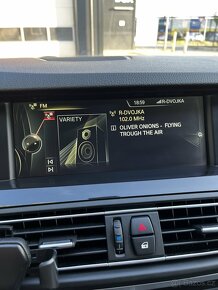 FM
18:59
R-DVOJKA
VARIETY
R-DVOJKA
102.0 MHz
OLIVER ONIONS - FLYING
TROUGH THE AIR